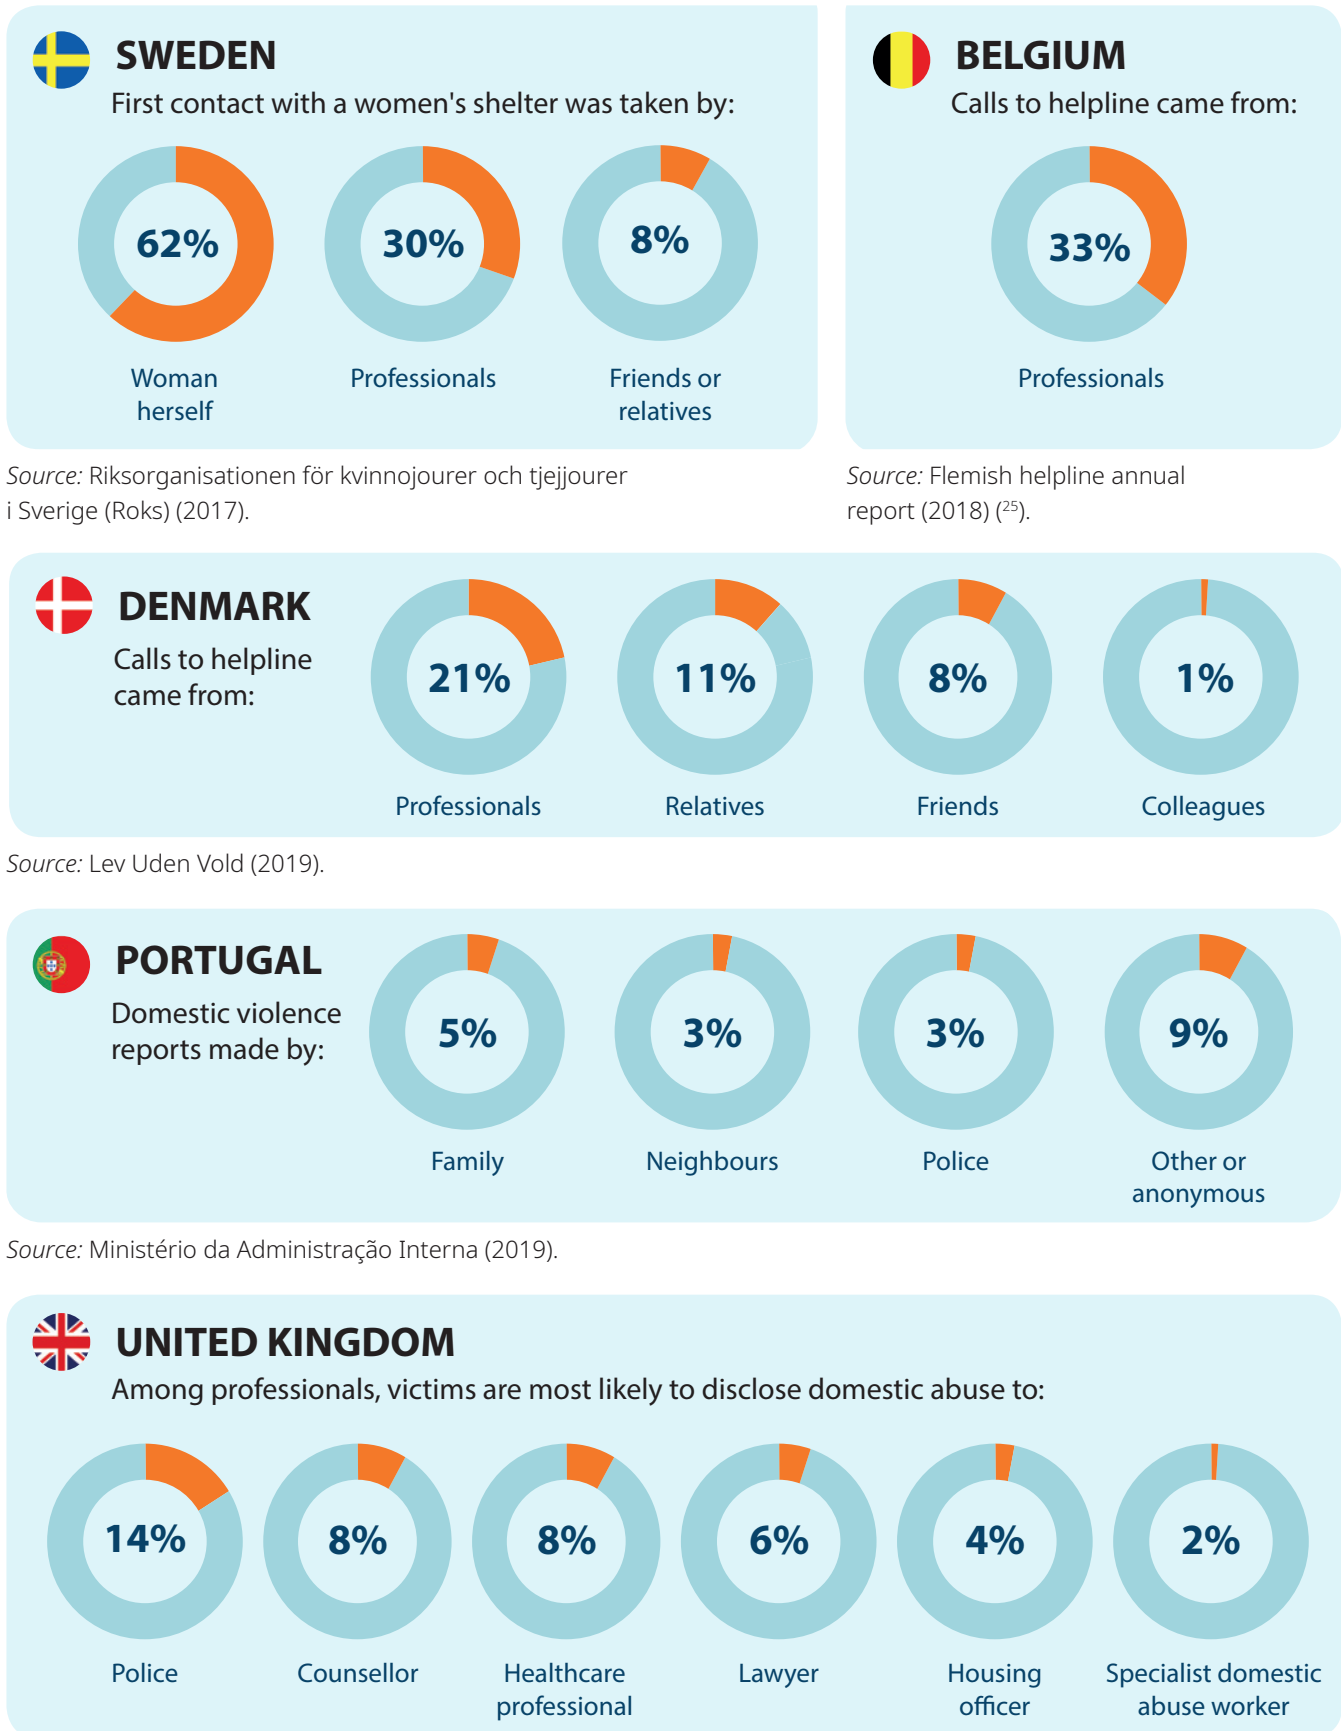 SWEDEN
First contact with a women's shelter was taken by:
62%
30%
8%
Woman
herself
Professionals
Friends or
relatives
BELGIUM
Calls to helpline came from:
33%
Professionals
Source: Riksorganisationen för kvinnojourer och tjejjourer
i Sverige (Roks) (2017).
Source: Flemish helpline annual
report (2018) (25).
DENMARK
Calls to helpline
came from:
21%
11%
8%
1%
Professionals
Relatives
Friends
Colleagues
Source: Lev Uden Vold (2019).
PORTUGAL
Domestic violence
reports made by:
5%
3%
3%
9%
Family
Neighbours
Police
Other or
anonymous
Source: Ministério da Administração Interna (2019).
UNITED KINGDOM
Among professionals, victims are most likely to disclose domestic abuse to:
14%
8%
8%
6%
4%
2%
Police
Counsellor
Healthcare
professional
Lawyer
Housing
officer
Specialist domestic
abuse worker